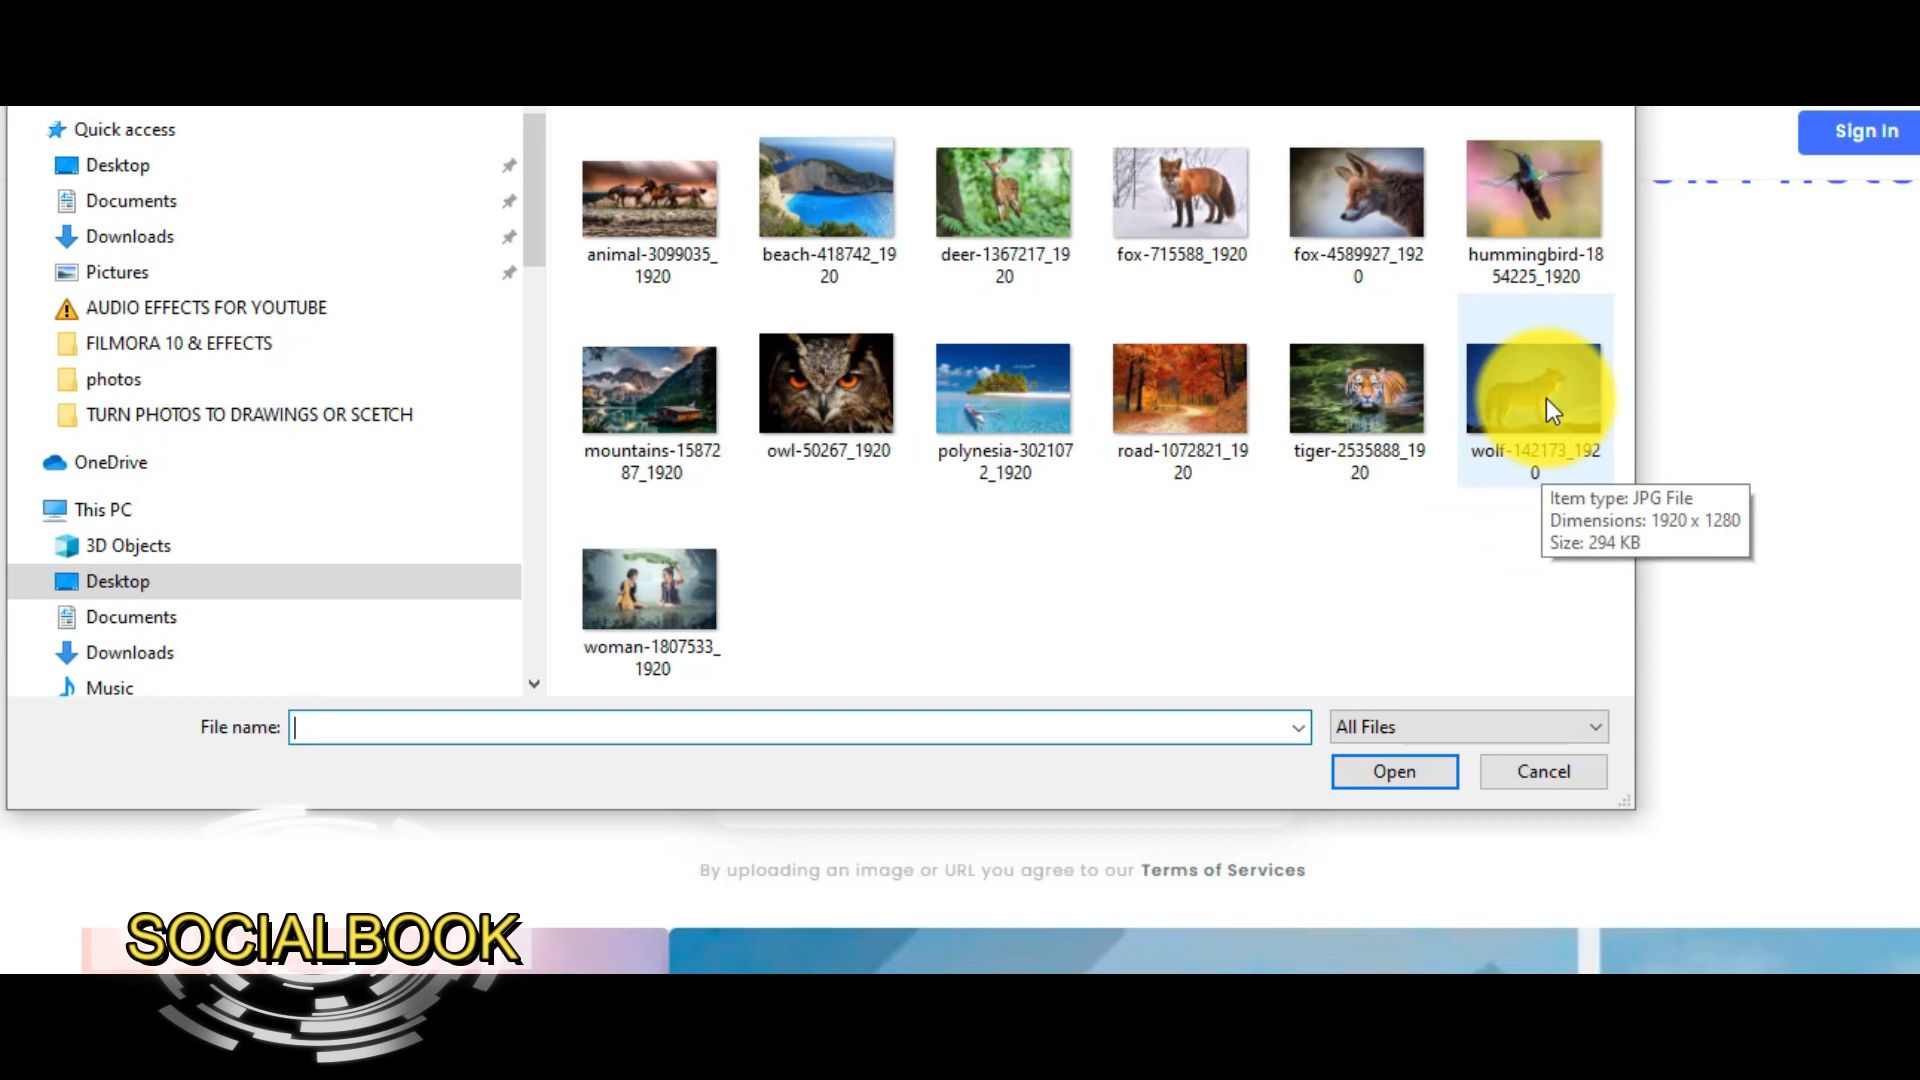 Quick access
Desktop
Documents
Downloads
Pictures
AUDIO EFFECTS FOR YOUTUBE
FILMORA 10 & EFFECTS
photos
TURN PHOTOS TO DRAWINGS OR SCETCH
OneDrive
This PC
3D Objects
Desktop
Documents
Downloads
Music
animal-3099035_
1920
beach-418742_19
20
deer-1367217_19
20
fox-715588_1920
fox-4589927_192
0
hummingbird-18
54225_1920
mountains-15872
87_1920
owl-50267_1920
polynesia-302107
2_1920
road-1072821_19
20
tiger-2535888_19
20
wolf-142173_192
0
Item type: JPG File
Dimensions: 1920 x 1280
Size: 294 KB
woman-1807533_
1920
File name:
All Files
Open
Cancel
Sign In
By uploading an image or URL you agree to our Terms of Services
SOCIALBOOK